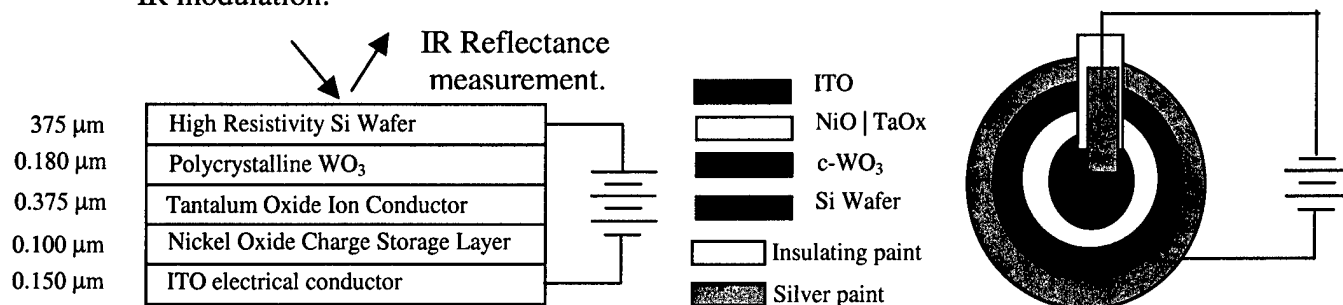 IR modulation.
IR Reflectance
measurement.
375 µm High Resistivity Si Wafer
0.180 µm Polycrystalline WO3
0.375 µm Tantalum Oxide Ion Conductor
0.100 µm Nickel Oxide Charge Storage Layer
0.150 µm ITO electrical conductor
ITO
NiO | TaOx
c-WO3
Si Wafer
Insulating paint
Silver paint